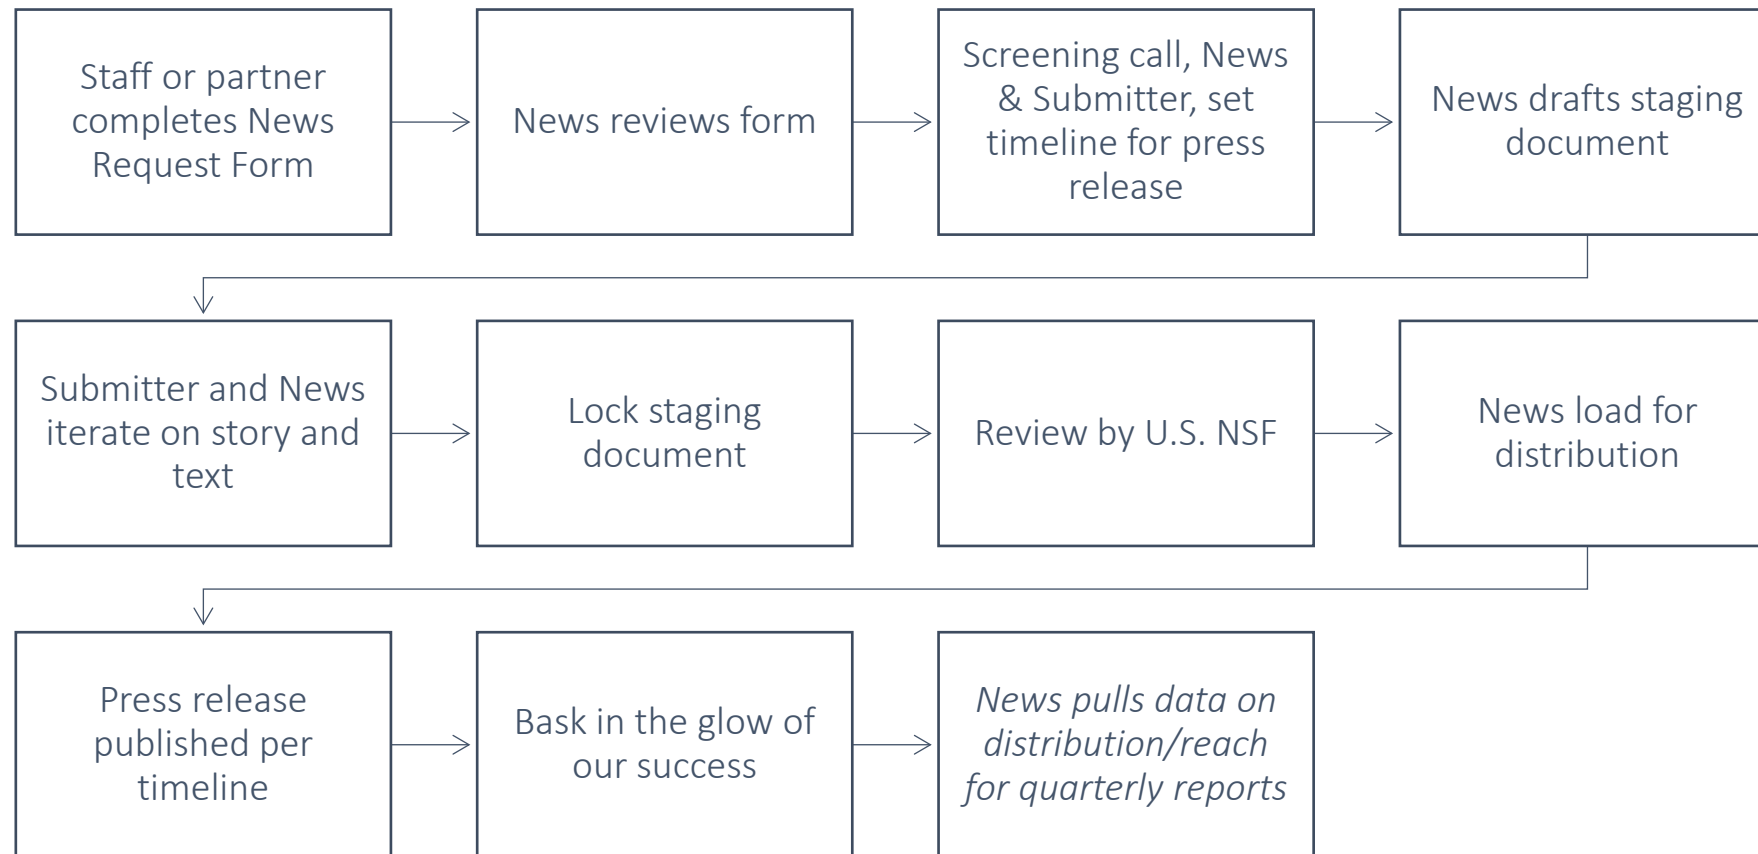 Staff or partner
completes News
Request Form
News reviews form
Screening call, News
& Submitter, set
timeline for press
release
News drafts staging
document
Submitter and News
iterate on story and
text
Lock staging
document
Review by U.S. NSF
News load for
distribution
Press release
published per
timeline
Bask in the glow of
our success
News pulls data on
distribution/reach
for quarterly reports